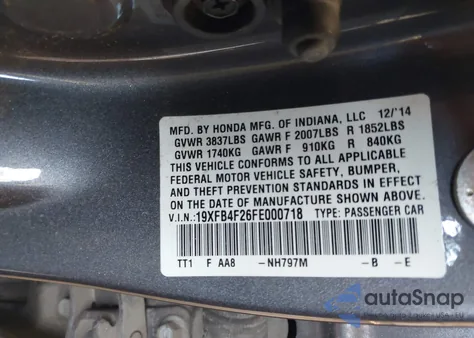 MFD. BY HONDA MFG. OF INDIANA, LLC 12/'14
GVWR 3837LBS GAWR F 2007LBS R 1852LBS
GVWR 1740KG GAWR F 910KG R 840KG
THIS VEHICLE CONFORMS TO ALL APPLICABLE
FEDERAL MOTOR VEHICLE SAFETY, BUMPER,
AND THEFT PREVENTION STANDARDS IN EFFECT
ON THE DATE OF MANUFACTURE SHOWN ABOVE.
V.I.N.: 19XFB4F26FE000718 TYPE: PASSENGER CAR
TT1 F AA8 -NH797M -B -E
autoSnap